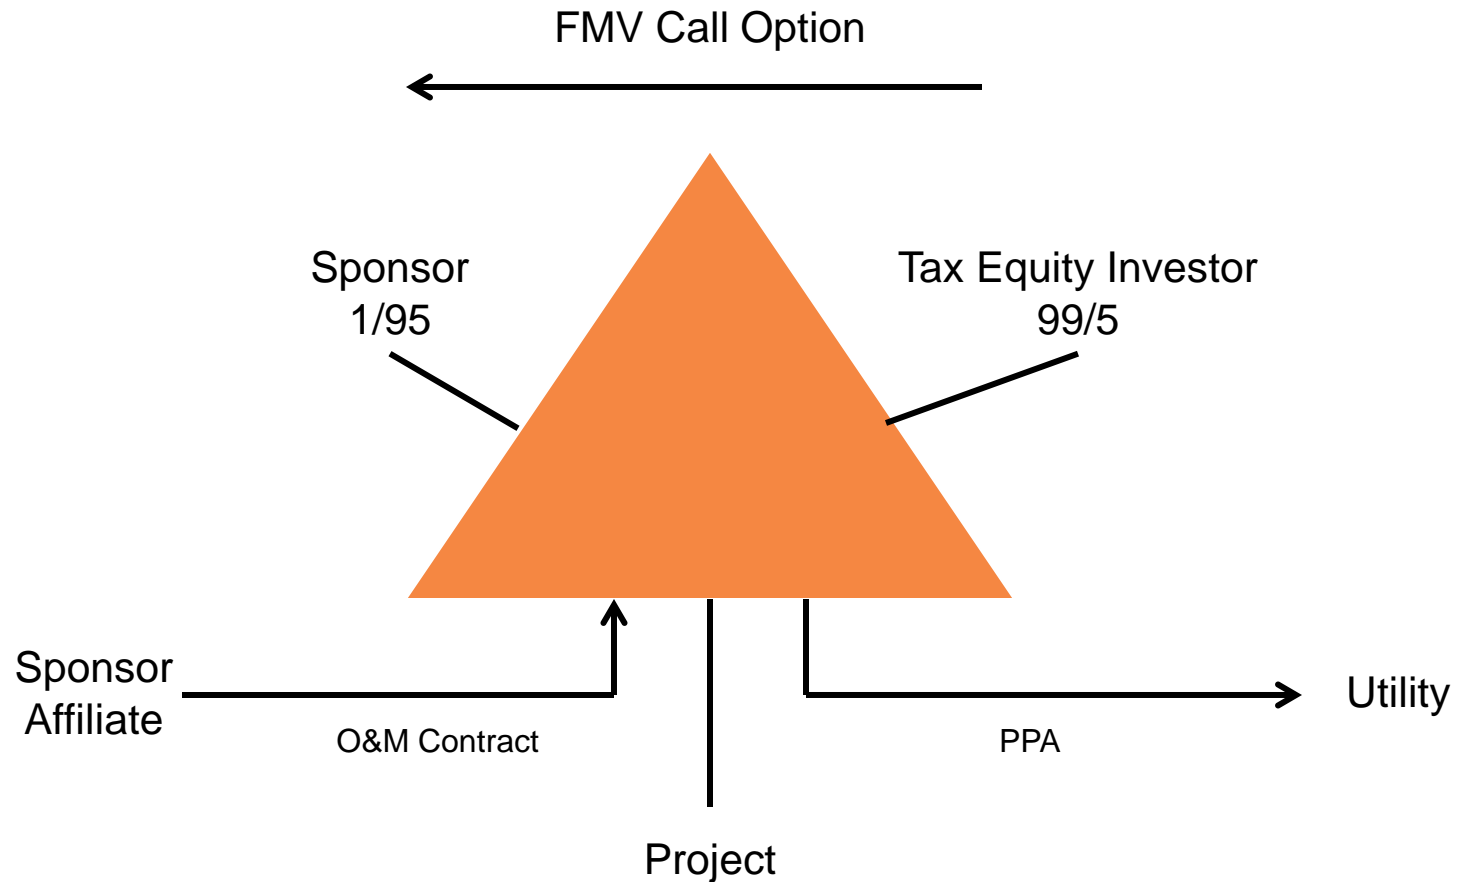 FMV Call Option
Sponsor
1/95
Tax Equity Investor
99/5
Sponsor
Affiliate
O&M Contract
PPA
Utility
Project